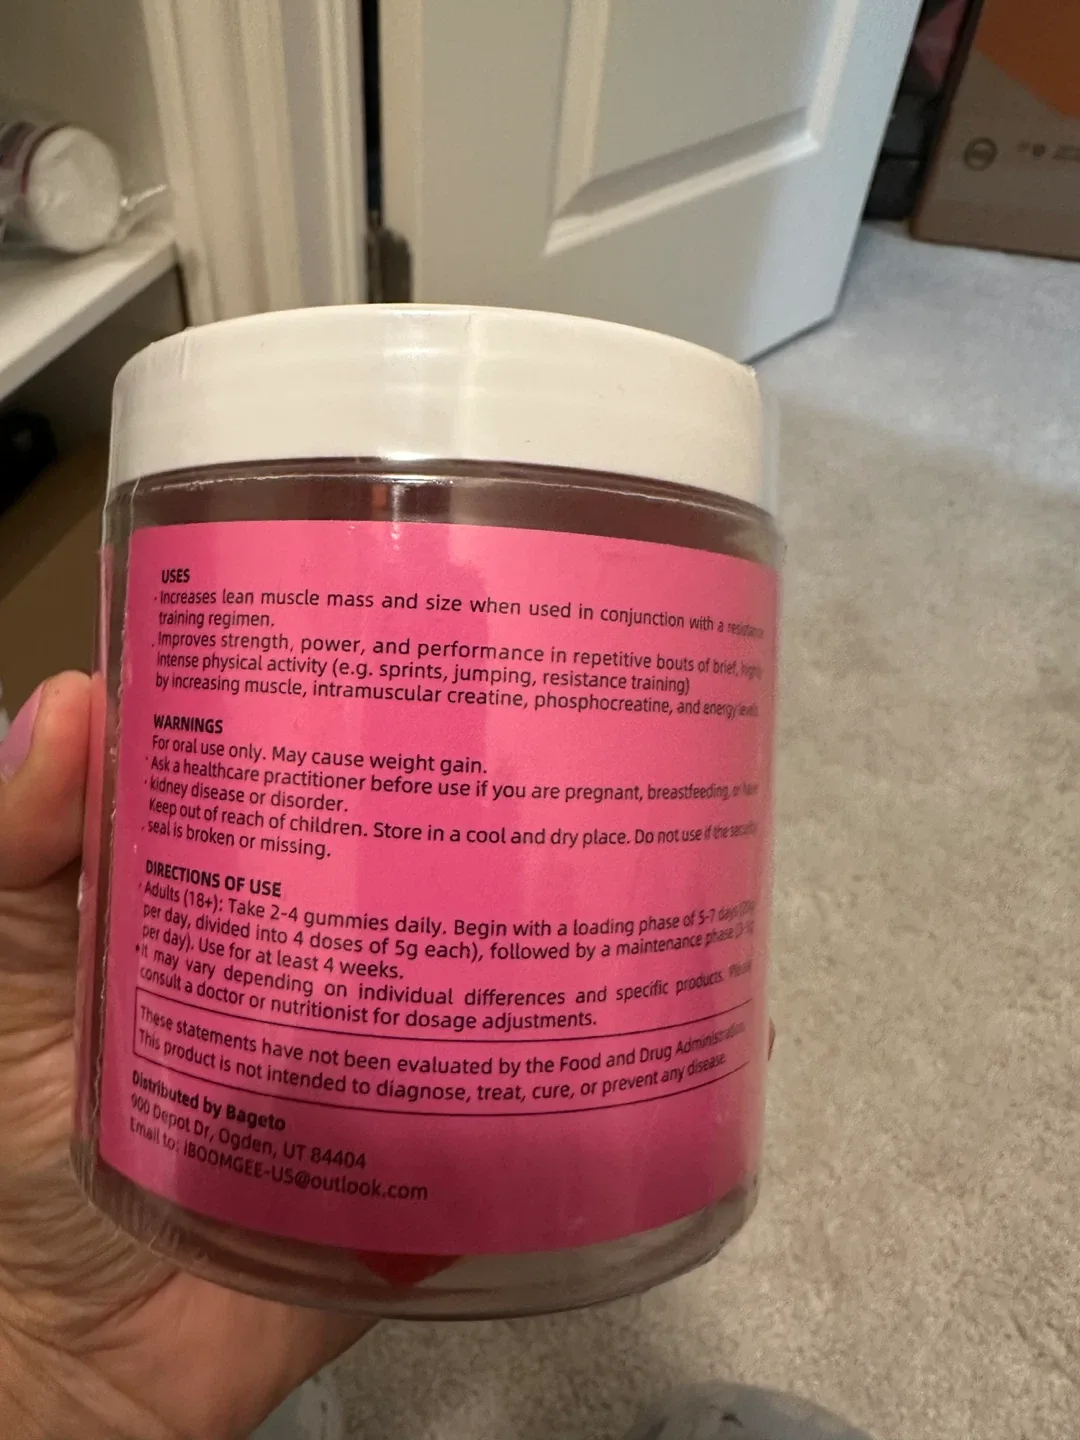 USES
· Increases lean muscle mass and size when used in conjunction with a resistance
training regimen.
. Improves strength, power, and performance in repetitive bouts of brief, highly
intense physical activity (e.g. sprints, jumping, resistance training)
by increasing muscle, intramuscular creatine, phosphocreatine, and energy levels.
WARNINGS
For oral use only. May cause weight gain.
· Ask a healthcare practitioner before use if you are pregnant, breastfeeding, or have
· kidney disease or disorder.
Keep out of reach of children. Store in a cool and dry place. Do not use if the security
. seal is broken or missing.
DIRECTIONS OF USE
· Adults (18+): Take 2-4 gummies daily. Begin with a loading phase of 5-7 days (20g
per day, divided into 4 doses of 5g each), followed by a maintenance phase
per day). Use for at least 4 weeks.
• It may vary depending on individual differences and specific products. Please
consult a doctor or nutritionist for dosage adjustments.
These statements have not been evaluated by the Food and Drug Administration.
This product is not intended to diagnose, treat, cure, or prevent any disease.
Distributed by Bageto
900 Depot Dr, Ogden, UT 84404
Email to: IBOOMGEE-US@outlook.com